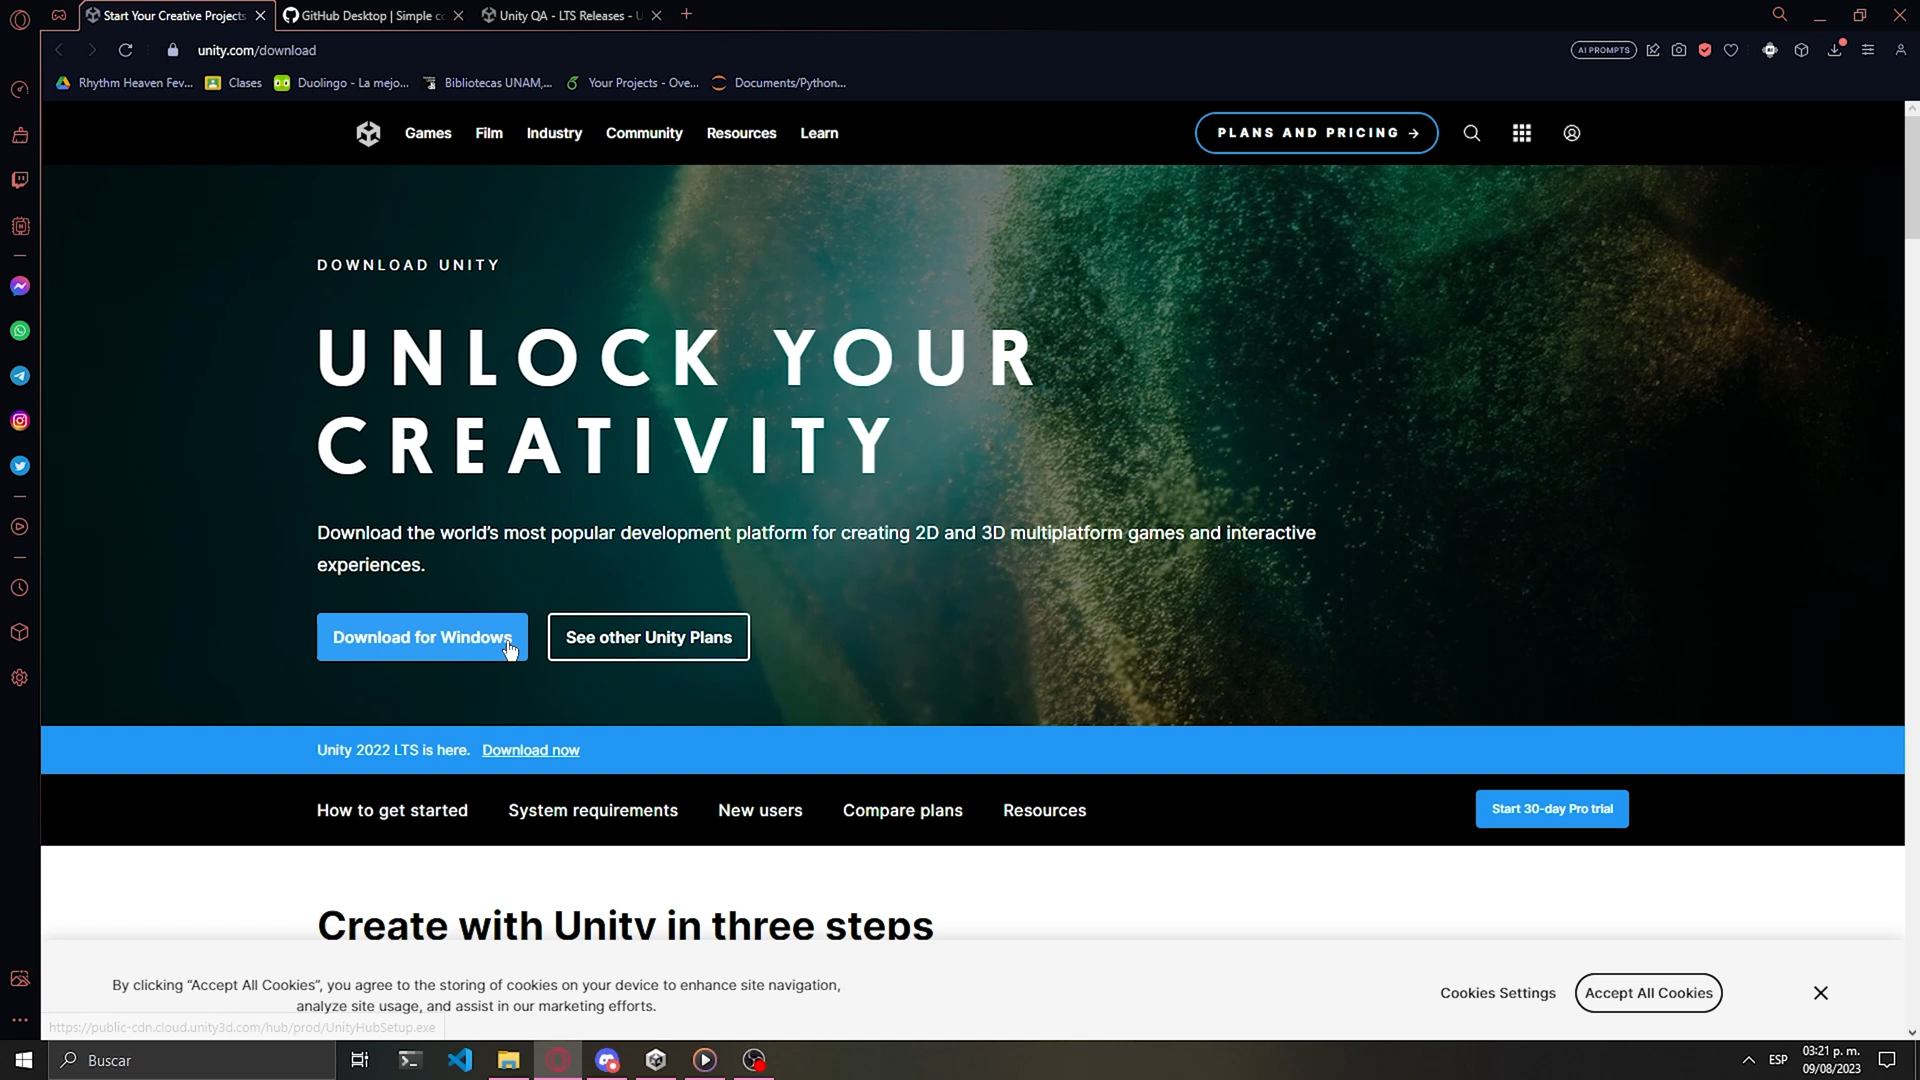 Start Your Creative Projects
GitHub Desktop | Simple co
Unity QA - LTS Releases - U
unity.com/download
AI PROMPTS
Rhythm Heaven Fev...
Clases
Duolingo - La mejo...
Bibliotecas UNAM,...
Your Projects - Ove...
Documents/Python...
Games
Film
Industry
Community
Resources
Learn
PLANS AND PRICING →
DOWNLOAD UNITY
UNLOCK YOUR
CREATIVITY
Download the world's most popular development platform for creating 2D and 3D multiplatform games and interactive
experiences.
Download for Windows
See other Unity Plans
Unity 2022 LTS is here. Download now
How to get started
System requirements
New users
Compare plans
Resources
Start 30-day Pro trial
Create with Unity in three steps
By clicking “Accept All Cookies”, you agree to the storing of cookies on your device to enhance site navigation,
analyze site usage, and assist in our marketing efforts.
Cookies Settings
Accept All Cookies
https://public-cdn.cloud.unity3d.com/hub/prod/UnityHubSetup.exe
Buscar
ESP
03:21 p. m.
09/08/2023